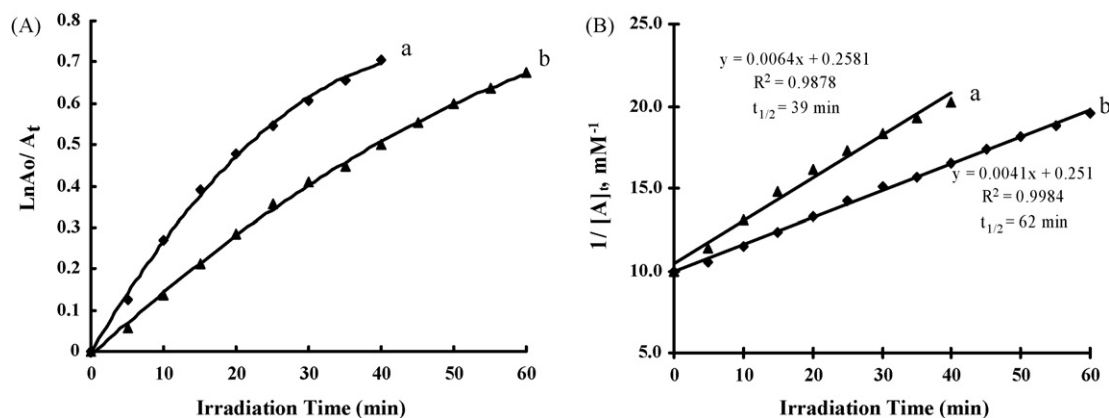 (A)
0.8
0.7
0.6
0.5
0.4
0.3
0.2
0.1
0
LnAo/ At
a
b
0 10 20 30 40 50 60
Irradiation Time (min)
(B)
25.0
20.0
15.0
10.0
5.0
1/ [A]t, mM-1
y = 0.0064x + 0.2581
R2 = 0.9878
t1/2 = 39 min
a
b
y = 0.0041x + 0.251
R2 = 0.9984
t1/2 = 62 min
0 10 20 30 40 50 60
Irradiation Time (min)